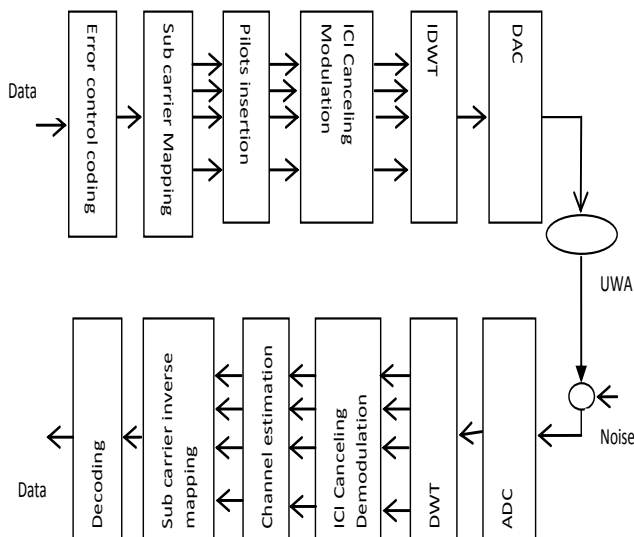 Data
Error control coding
Sub carrier Mapping
Pilots insertion
ICI Canceling
Modulation
IDWT
DAC
UWA
Noise
ADC
DWT
ICI Canceling
Demodulation
Channel estimation
Sub carrier inverse
mapping
Decoding
Data